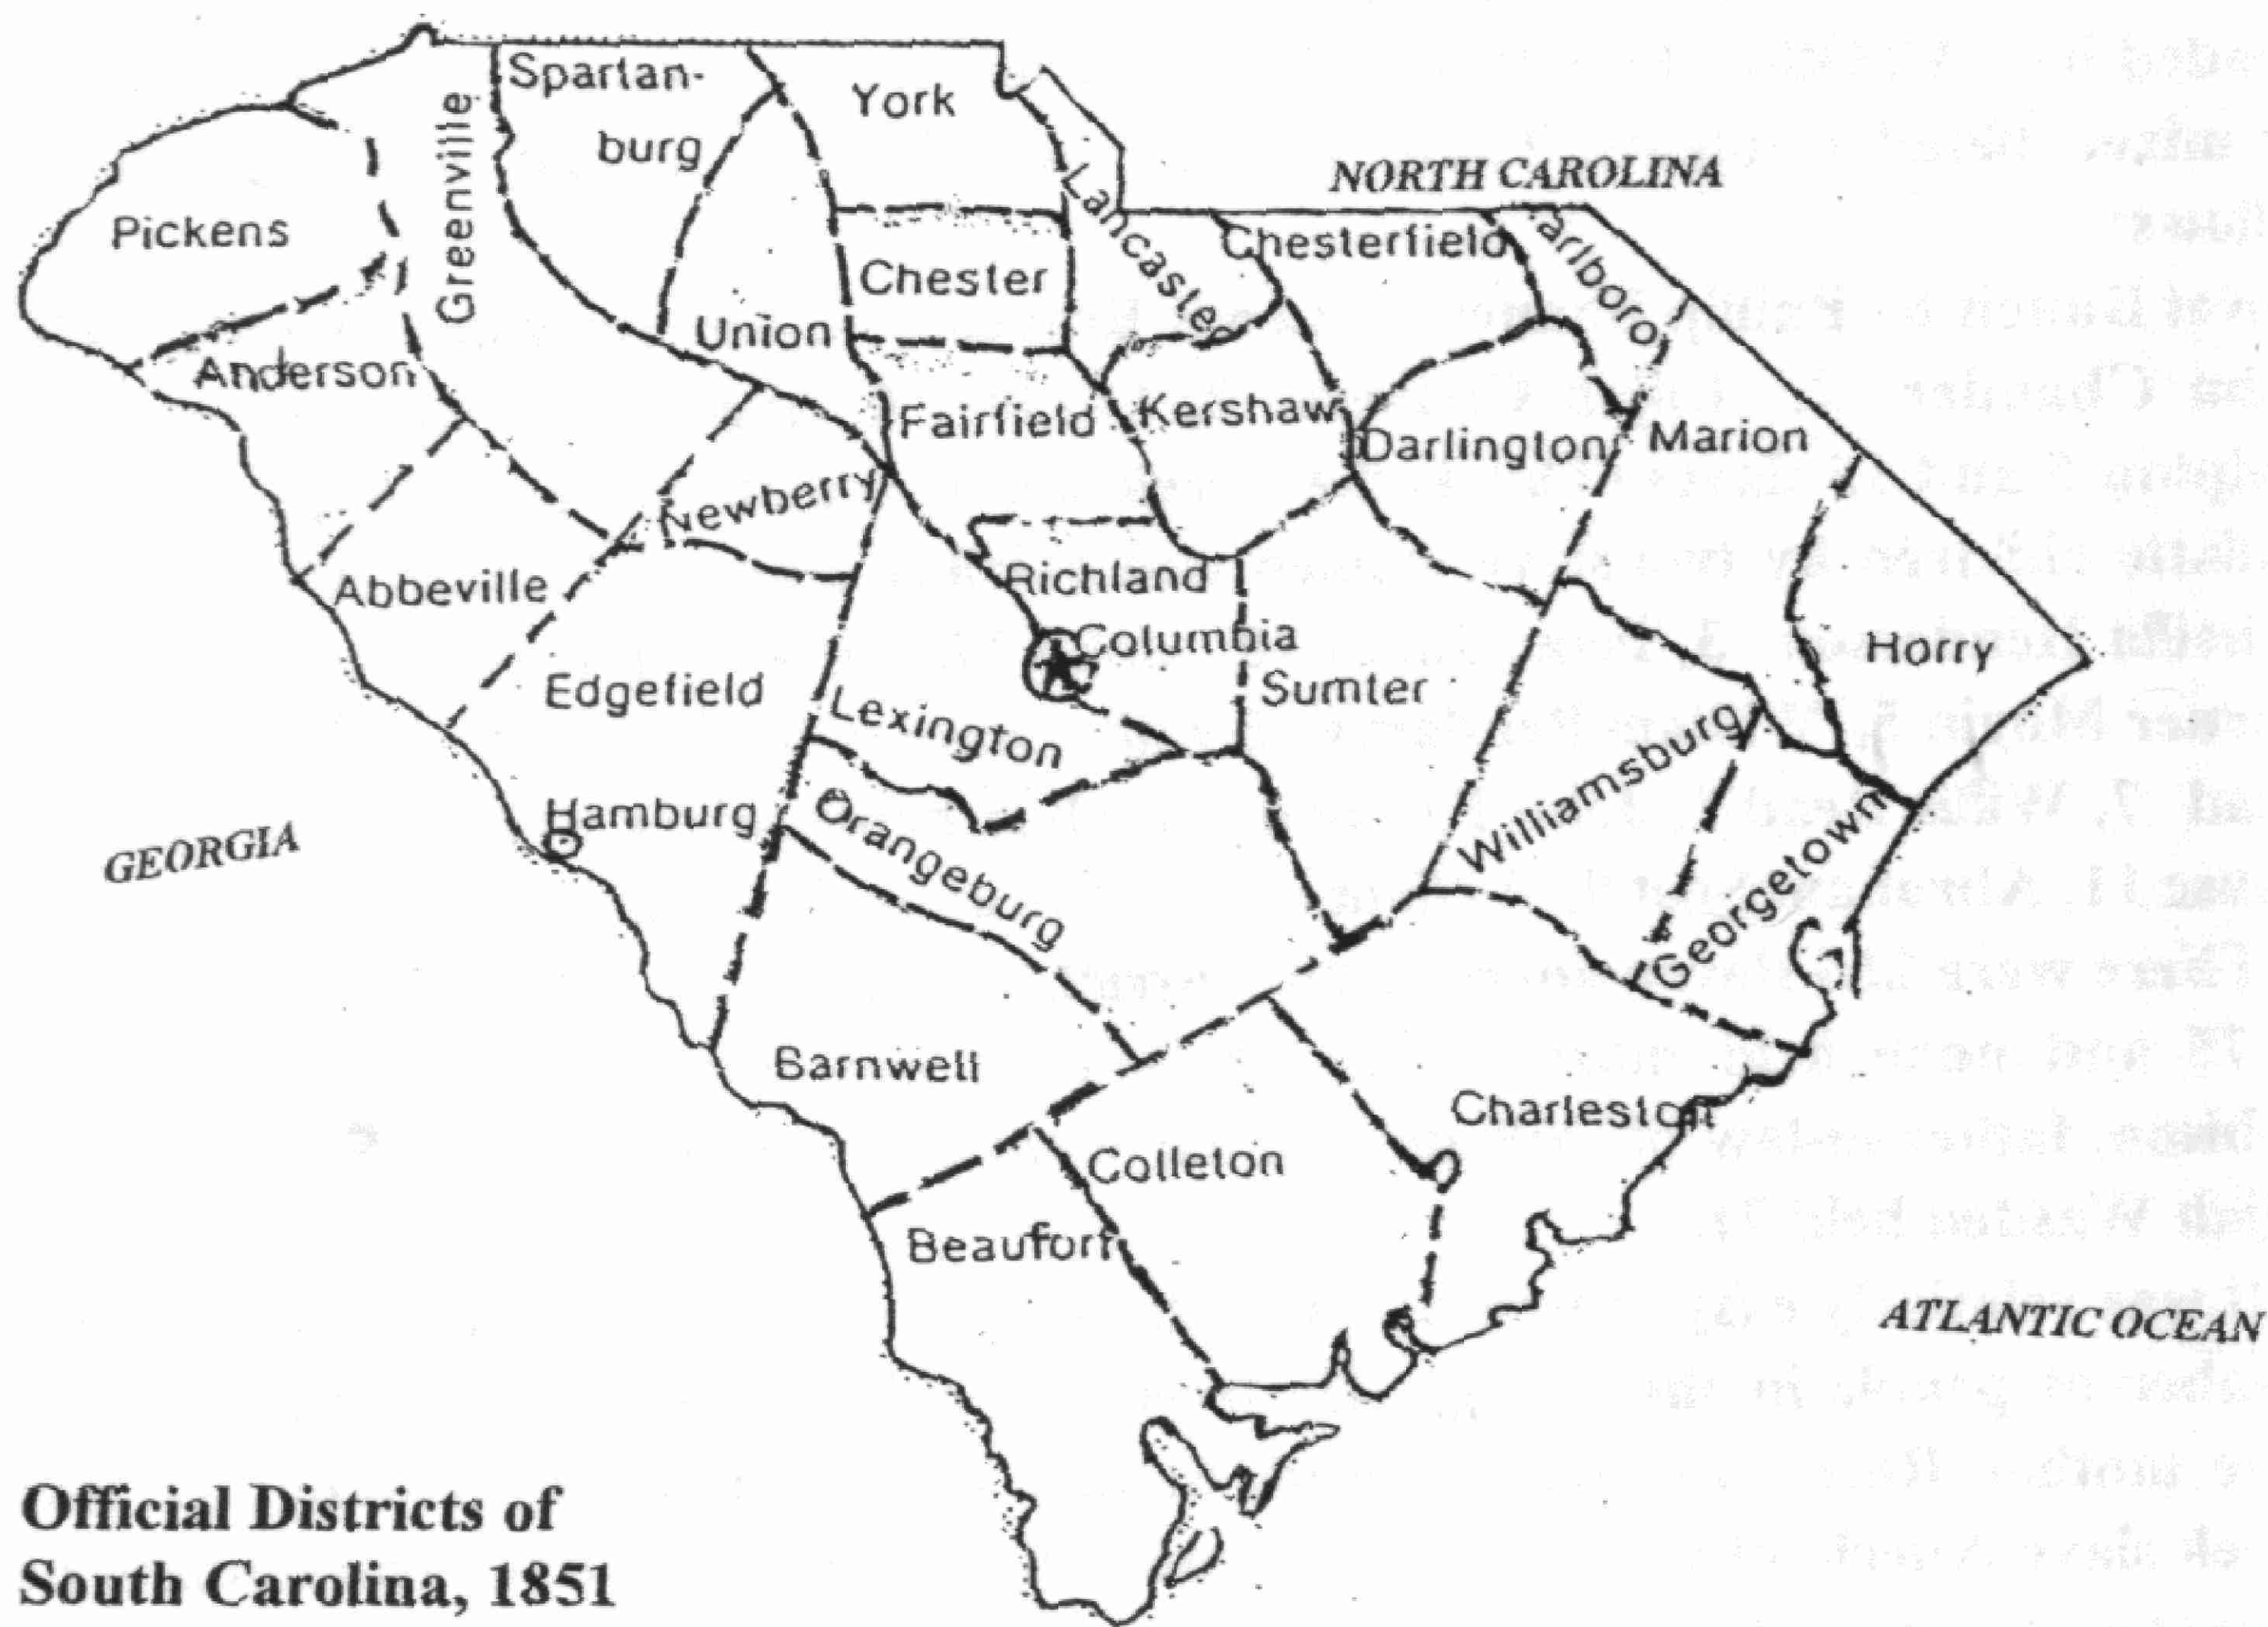 Spartan-
burg
York
Greenville
NORTH CAROLINA
Pickens
Lancaster
Chesterfield
Marlboro
Chester
Union
Anderson
Fairfield
Kershaw
Darlington
Marion
Newberry
Abbeville
Richland
Columbia
Horry
Edgefield
Lexington
Sumter
Williamsburg
Hamburg
Orangeburg
Georgetown
GEORGIA
Barnwell
Charleston
Colleton
Beaufort
ATLANTIC OCEAN
Official Districts of
South Carolina, 1851